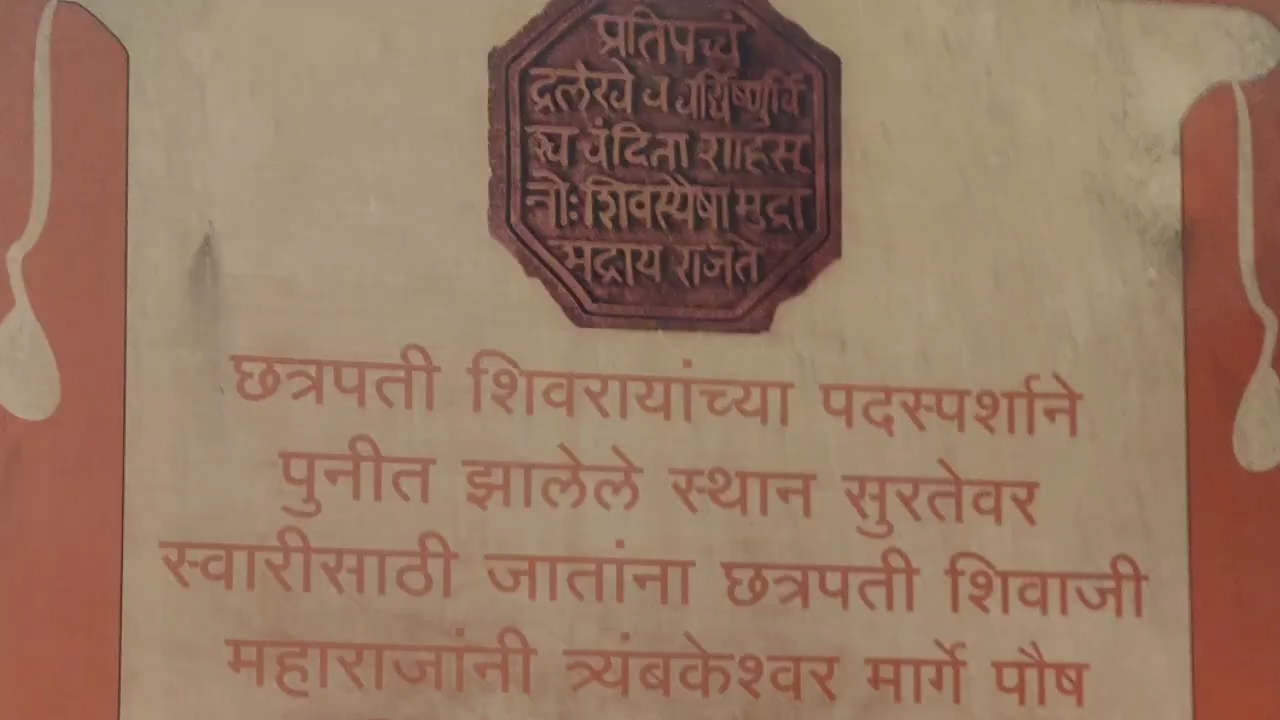 प्रतिपच्चं
द्रलेखेव वर्धिष्णुर्वि
श्व वंदिता शाहसू
नोः शिवस्यैषा मुद्रा
भद्राय राजते
छत्रपती शिवरायांच्या पदस्पर्शाने
पुनीत झालेले स्थान सुरतेवर
स्वारीसाठी जातांना छत्रपती शिवाजी
महाराजांनी त्र्यंबकेश्वर मार्गे पौष